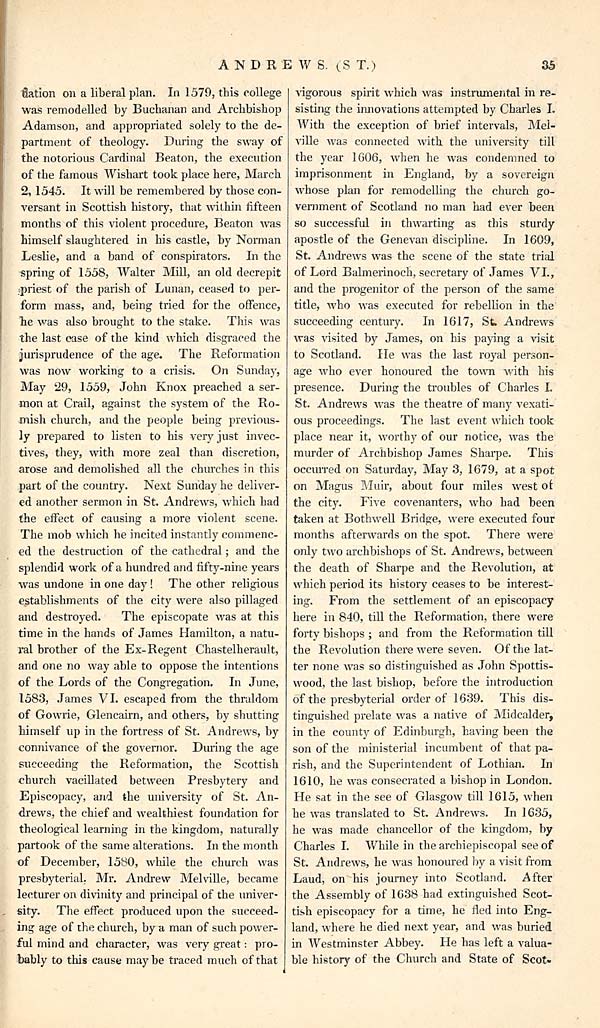 ANDREWS. (ST.)
35
dation on a liberal plan. In 1579, this college
was remodelled by Buchanan and Archbishop
Adamson, and appropriated solely to the de-
partment of theology. During the sway of
the notorious Cardinal Beaton, the execution
of the famous Wishart took place here, March
2, 1545. It will be remembered by those con-
versant in Scottish history, that within fifteen
months of this violent procedure, Beaton was
himself slaughtered in his castle, by Norman
Leslie, and a band of conspirators. In the
spring of 1558, Walter Mill, an old decrepit
priest of the parish of Lunan, ceased to per-
form mass, and, being tried for the offence,
he was also brought to the stake. This was
the last case of the kind which disgraced the
jurisprudence of the age. The Reformation
was now working to a crisis. On Sunday,
May 29, 1559, John Knox preached a ser-
mon at Crail, against the system of the Ro-
mish church, and the people being previous-
ly prepared to listen to his very just invec-
tives, they, with more zeal than discretion,
arose and demolished all the churches in this
part of the country. Next Sunday he deliver-
ed another sermon in St. Andrews, which had
the effect of causing a more violent scene.
The mob which he incited instantly commenc-
ed the destruction of the cathedral; and the
splendid work of a hundred and fifty-nine years
was undone in one day! The other religious
establishments of the city were also pillaged
and destroyed. The episcopate was at this
time in the hands of James Hamilton, a natu-
ral brother of the Ex-Regent Chastelherault,
and one no way able to oppose the intentions
of the Lords of the Congregation. In June,
1583, James VI. escaped from the thraldom
of Gowrie, Glencairn, and others, by shutting
himself up in the fortress of St. Andrews, by
connivance of the governor. During the age
succeeding the Reformation, the Scottish
church vacillated between Presbytery and
Episcopacy, and the university of St. An-
drews, the chief and wealthiest foundation for
theological learning in the kingdom, naturally
partook of the same alterations. In the month
of December, 1580, while the church was
presbyterial, Mr. Andrew Melville, became
lecturer on divinity and principal of the univer-
sity. The effect produced upon the succeed-
ing age of the church, by a man of such power-
ful mind and character, was very great: pro-
bably to this cause may be traced much of that
vigorous spirit which was instrumental in re-
sisting the innovations attempted by Charles I.
With the exception of brief intervals, Mel-
ville was connected with the university till
the year 1606, when he was condemned to
imprisonment in England, by a sovereign
whose plan for remodelling the church go-
vernment of Scotland no man had ever been
so successful in thwarting as this sturdy
apostle of the Genevan discipline. In 1609,
St. Andrews was the scene of the state trial
of Lord Balmerinoch, secretary of James VI.,
and the progenitor of the person of the same
title, who was executed for rebellion in the
succeeding century. In 1617, St. Andrews
was visited by James, on his paying a visit
to Scotland. He was the last royal person-
age who ever honoured the town with his
presence. During the troubles of Charles I.
St. Andrews was the theatre of many vexati-
ous proceedings. The last event which took
place near it, worthy of our notice, was the
murder of Archbishop James Sharpe. This
occurred on Saturday, May 3, 1679, at a spot
on Magus Muir, about four miles west of
the city. Five covenanters, who had been
taken at Bothwell Bridge, were executed four
months afterwards on the spot. There were
only two archbishops of St. Andrews, between
the death of Sharpe and the Revolution, at
which period its history ceases to be interest-
ing. From the settlement of an episcopacy
here in 840, till the Reformation, there were
forty bishops; and from the Reformation till
the Revolution there were seven. Of the lat-
ter none was so distinguished as John Spottis-
wood, the last bishop, before the introduction
of the presbyterial order of 1639. This dis-
tinguished prelate was a native of Midcalder,
in the county of Edinburgh, having been the
son of the ministerial incumbent of that pa-
rish, and the Superintendent of Lothian. In
1610, he was consecrated a bishop in London.
He sat in the see of Glasgow till 1615, when
he was translated to St. Andrews. In 1635,
he was made chancellor of the kingdom, by
Charles I. While in the archiepiscopal see of
St. Andrews, he was honoured by a visit from
Laud, on his journey into Scotland. After
the Assembly of 1638 had extinguished Scot-
tish episcopacy for a time, he fled into Eng-
land, where he died next year, and was buried
in Westminster Abbey. He has left a valua-
ble history of the Church and State of Scot-